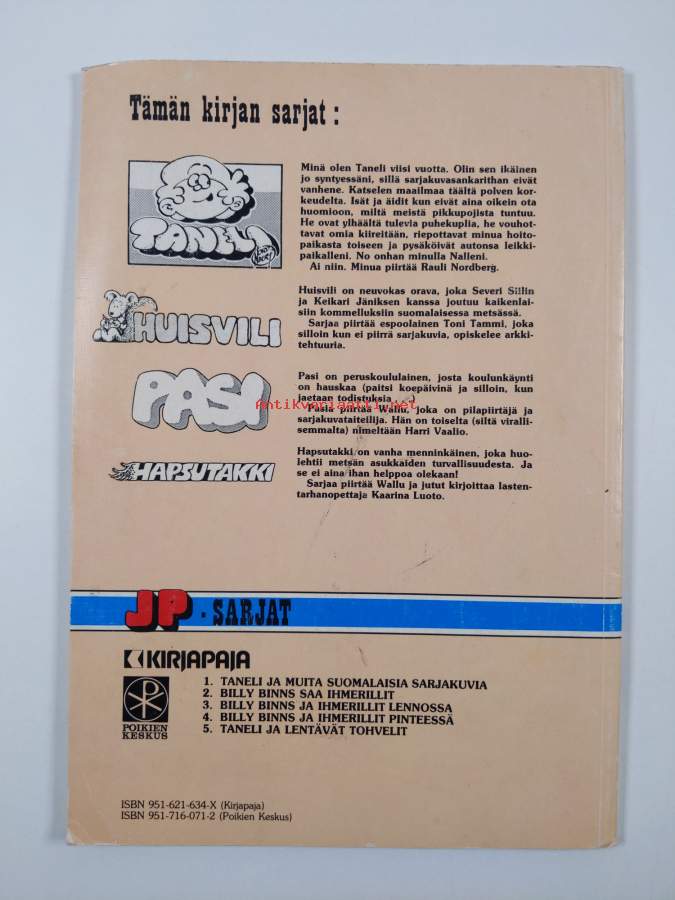 Tämän kirjan sarjat :
TANELI
Minä olen Taneli viisi vuotta. Olin sen ikäinen
jo syntyessäni, sillä sarjakuvasankarithan eivät
vanhene. Katselen maailmaa täältä polven kor-
keudelta. Isät ja äidit kun eivät aina oikein ota
huomioon, miltä meistä pikkupojista tuntuu.
He ovat ylhäältä tulevia puhekuplia, he vouhot-
tavat omia kiireitään, riepottavat minua hoito-
paikasta toiseen ja pysäköivät autonsa leikki-
paikalleni. No onhan minulla Nalleni.
Ai niin. Minua piirtää Rauli Nordberg.
HUISVILI
Huisvili on neuvokas orava, joka Severi Siilin
ja Keikari Jäniksen kanssa joutuu kaikenlai-
siin kommelluksiin suomalaisessa metsässä.
Sarjaa piirtää espoolainen Toni Tammi, joka
silloin kun ei piirrä sarjakuvia, opiskelee arkki-
tehtuuria.
PASI
Pasi on peruskoululainen, josta koulunkäynti
on hauskaa (paitsi koepäivinä ja silloin, kun
jaetaan todistuksia
Antikvariaatti.net
Pasia piirtää Wallu, joka on pilapiirtäjä ja
sarjakuvataiteilija. Hän on toiselta (siltä viralli-
semmalta) nimeltään Harri Vaalio.
HAPSUTAKKI
Hapsutakki on vanha menninkäinen, joka huo-
lehtii metsän asukkaiden turvallisuudesta. Ja
se ei aina ihan helppoa olekaan!
Sarjaa piirtää Wallu ja jutut kirjoittaa lasten-
tarhanopettaja Kaarina Luoto.
JP - SARJAT
KIRJAPAJA
POIKIEN
KESKUS
1. TANELI JA MUITA SUOMALAISIA SARJAKUVIA
2. BILLY BINNS SAA IHMERILLIT
3. BILLY BINNS JA IHMERILLIT LENNOSSA
4. BILLY BINNS JA IHMERILLIT PINTEESSÄ
5. TANELI JA LENTÄVÄT TOHVELIT
ISBN 951-621-634-X (Kirjapaja)
ISBN 951-716-071-2 (Poikien Keskus)